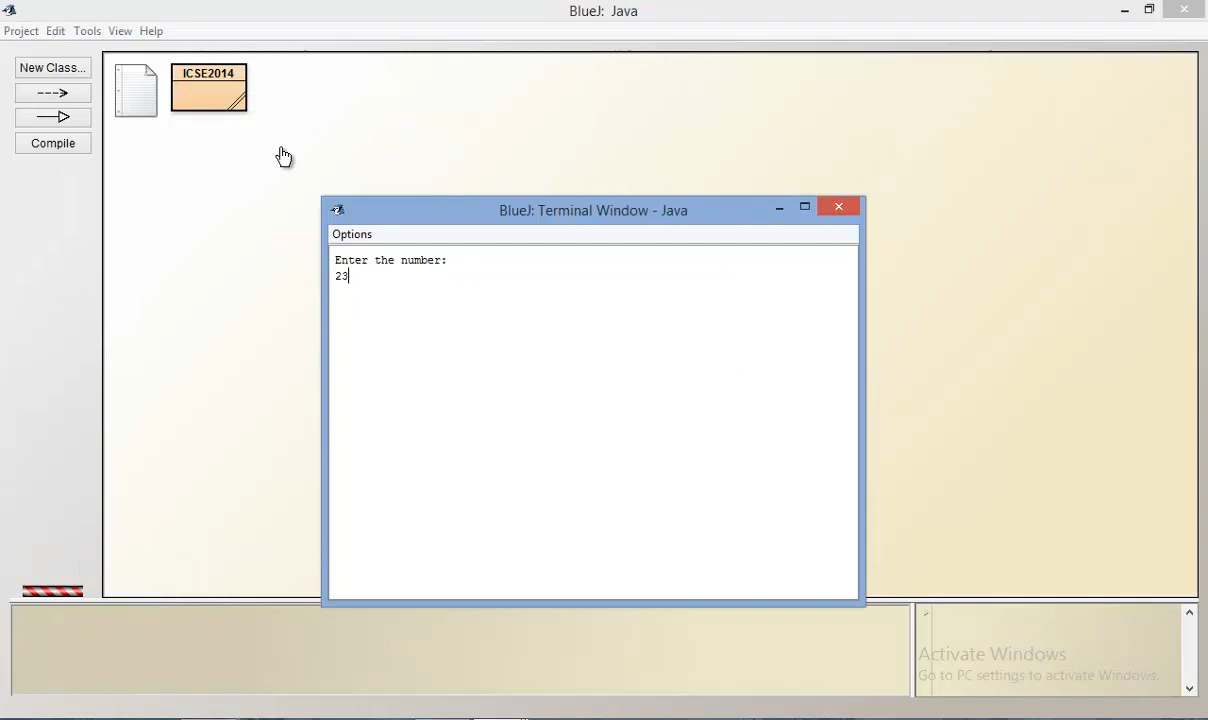 BlueJ: Java
Project Edit Tools View Help
New Class...
Compile
ICSE2014
BlueJ: Terminal Window - Java
Options
Enter the number:
23
Activate Windows
Go to PC settings to activate Windows.